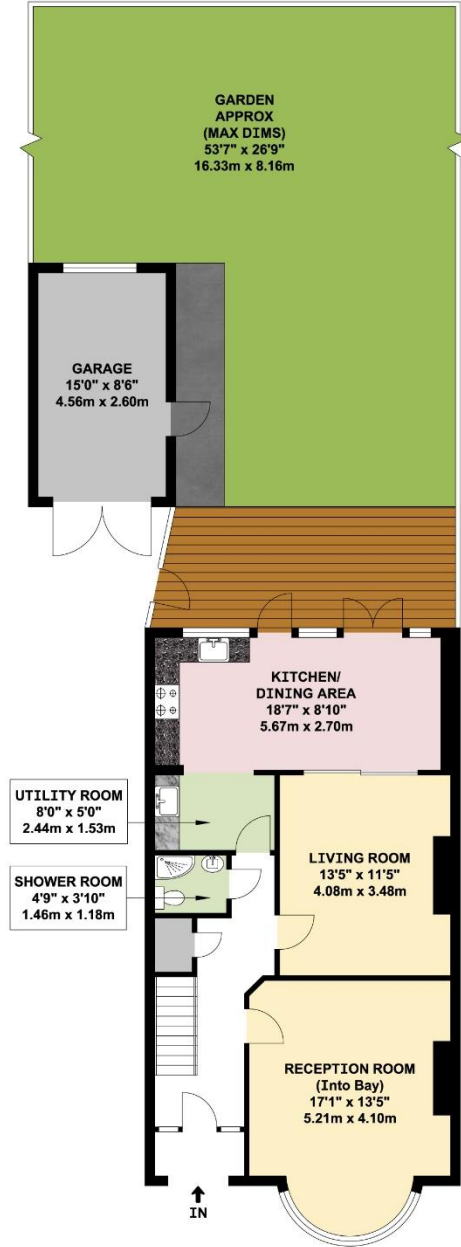 GARDEN
APPROX
(MAX DIMS)
53'7" x 26'9"
16.33m x 8.16m
GARAGE
15'0" x 8'6"
4.56m x 2.60m
KITCHEN/
DINING AREA
18'7" x 8'10"
5.67m x 2.70m
UTILITY ROOM
8'0" x 5'0"
2.44m x 1.53m
SHOWER ROOM
4'9" x 3'10"
1.46m x 1.18m
LIVING ROOM
13'5" x 11'5"
4.08m x 3.48m
RECEPTION ROOM
(Into Bay)
17'1" x 13'5"
5.21m x 4.10m
IN